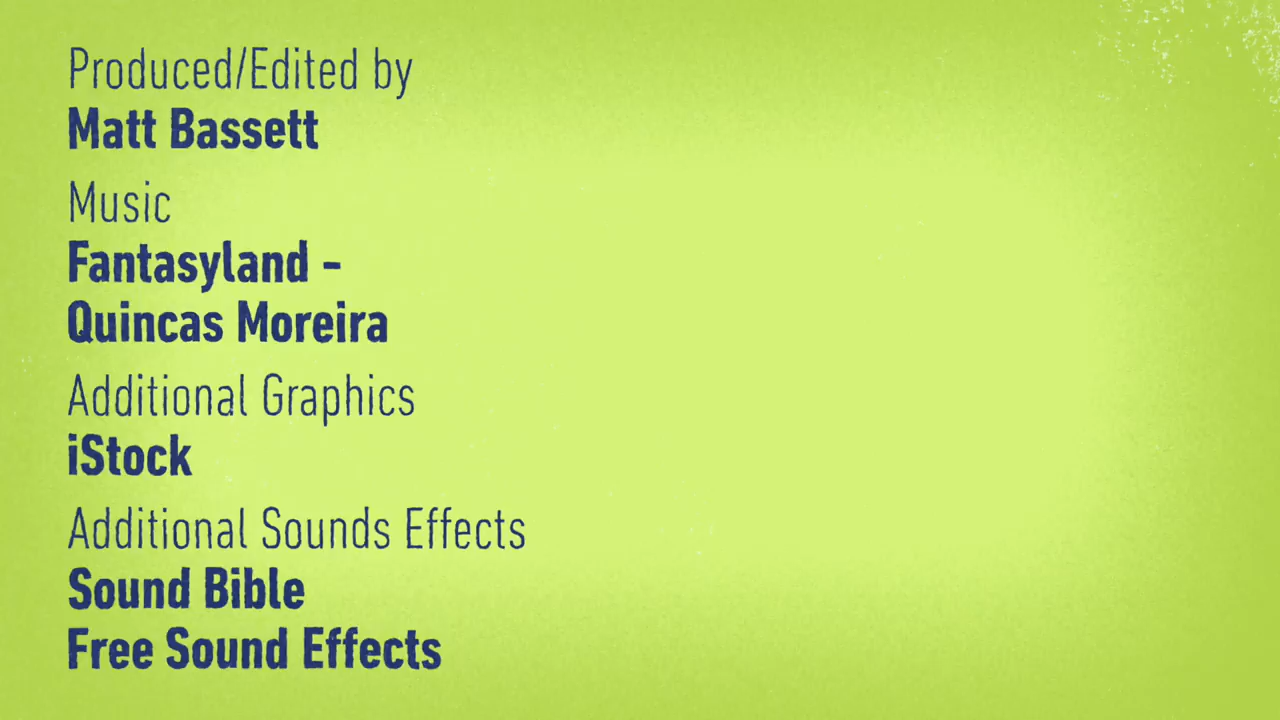 Produced/Edited by
Matt Bassett
Music
Fantasyland –
Quincas Moreira
Additional Graphics
iStock
Additional Sounds Effects
Sound Bible
Free Sound Effects